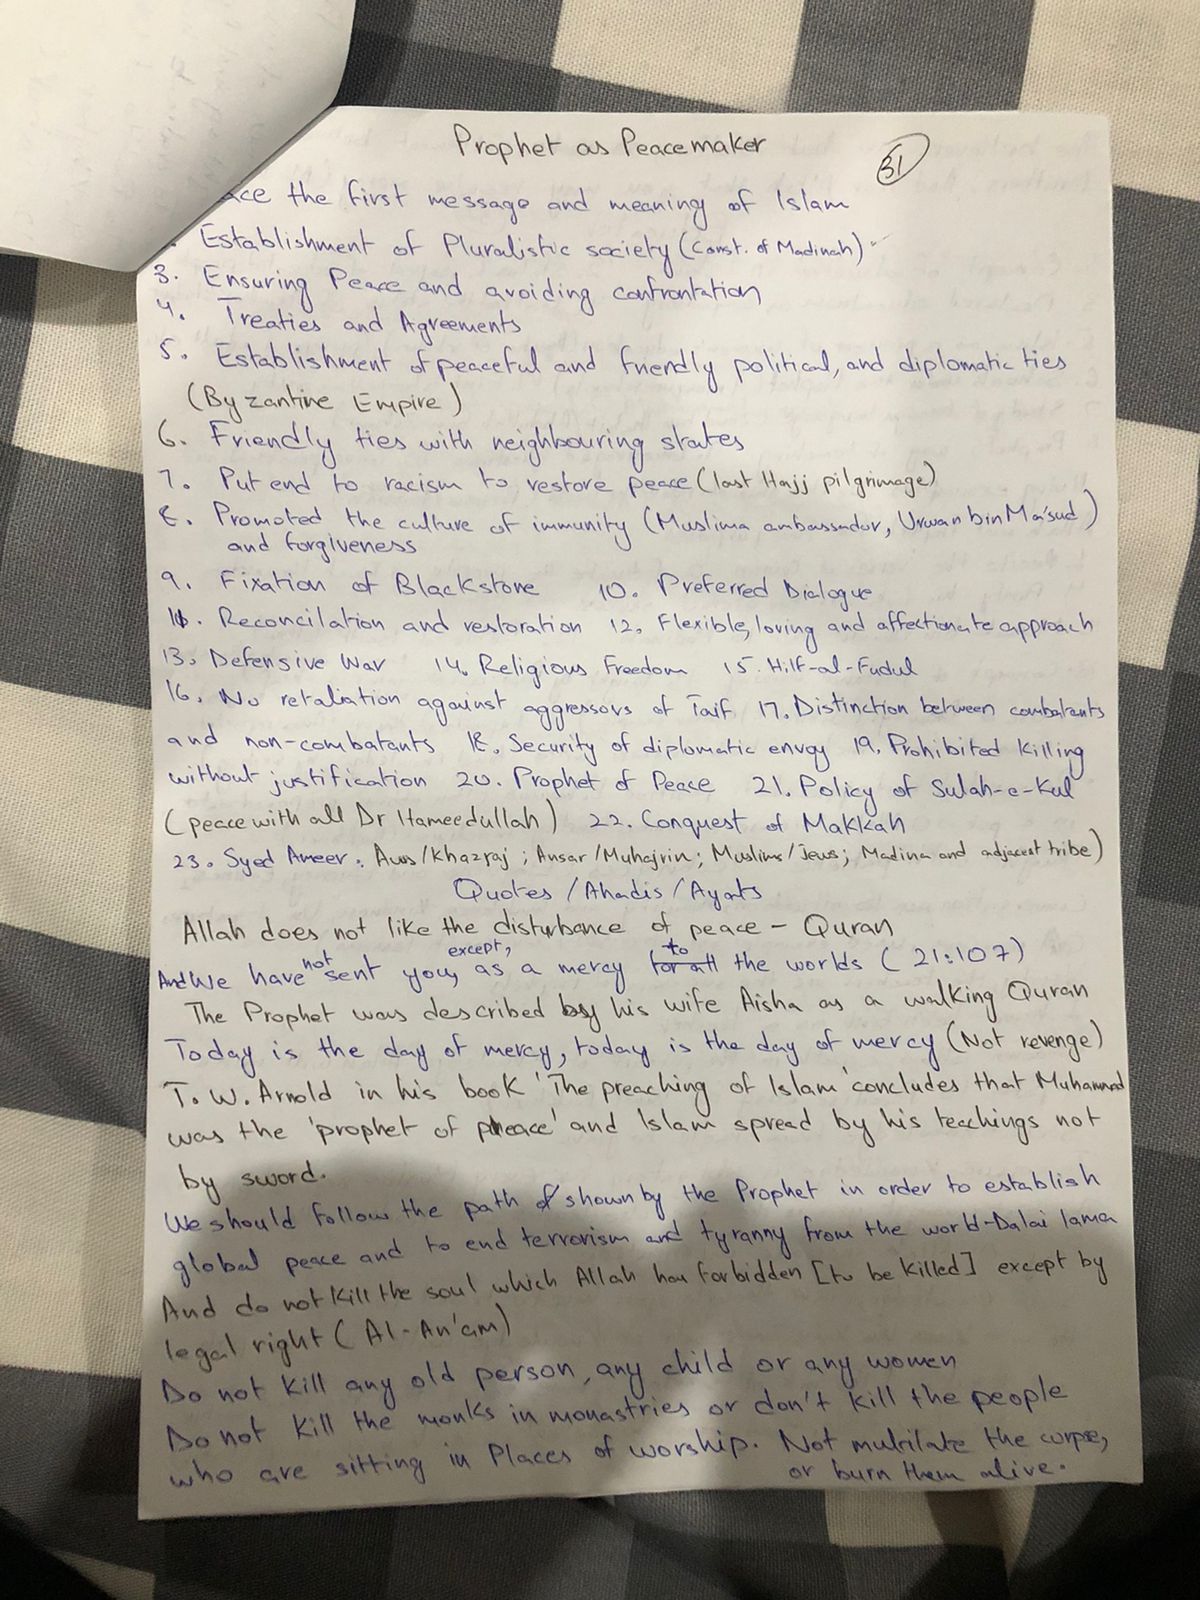 Prophet as Peacemaker
31
ace the first message and meaning of Islam
. Establishment of Pluralistic society (Const. of Madinah)
3. Ensuring Peace and avoiding confrontation
4. Treaties and Agreements
5. Establishment of peaceful and friendly political, and diplomatic ties
(Byzantine Empire)
6. Friendly ties with neighbouring states
7. Put end to racism to restore peace (last Hajj pilgrimage)
8. Promoted the culture of immunity (Muslima ambassador, Urwan bin Ma'sud)
and forgiveness
9. Fixation of Blackstone 10. Preferred Dialogue
11. Reconcilation and restoration 12. Flexible, loving and affectionate approach
13. Defensive War 14. Religious Freedom 15. Hilf-al-Fudul
16. No retaliation against aggressors of Taif 17. Distinction between combatants
and non-combatants 18. Security of diplomatic envoy 19. Prohibited Killing
without justification 20. Prophet of Peace 21. Policy of Sulah-e-Kul
(peace with all Dr Hameedullah) 22. Conquest of Makkah
23. Syed Ameer: Aws/Khazraj; Ansar/Muhajrin; Muslims/Jews; Madina and adjacent tribe)
Quotes / Ahadis / Ayats
Allah does not like the disturbance of peace - Quran
And We have not sent you, except, as a mercy for all to the worlds (21:107)
The Prophet was described by his wife Aisha as a walking Quran
Today is the day of mercy, today is the day of mercy (Not revenge)
T. W. Arnold in his book 'The preaching of Islam' concludes that Muhammad
was the 'prophet of peace' and Islam spread by his teachings not
by sword.
We should follow the path shown by the Prophet in order to establish
global peace and to end terrorism and tyranny from the world - Dalai lama
And do not kill the soul which Allah has forbidden [to be killed] except by
legal right (Al-An'am)
Do not kill any old person, any child or any women
Do not kill the monks in monastries or don't kill the people
who are sitting in Places of worship. Not mutilate the corpse,
or burn them alive.